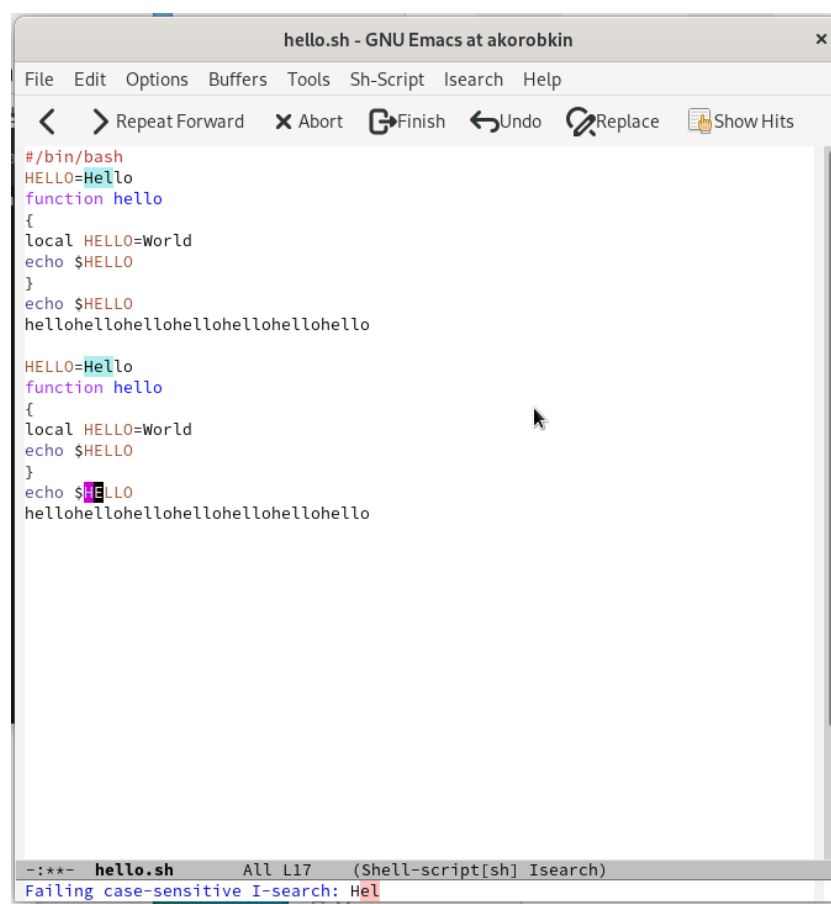 hello.sh - GNU Emacs at akorobkin
File Edit Options Buffers Tools Sh-Script Isearch Help
Repeat Forward Abort Finish Undo Replace Show Hits
#/bin/bash
HELLO=Hello
function hello
{
local HELLO=World
echo $HELLO
}
echo $HELLO
hellohellohellohellohellohellohello
HELLO=Hello
function hello
{
local HELLO=World
echo $HELLO
}
echo $HELLO
hellohellohellohellohellohellohello
-:**- hello.sh All L17 (Shell-script[sh] Isearch)
Failing case-sensitive I-search: Hel